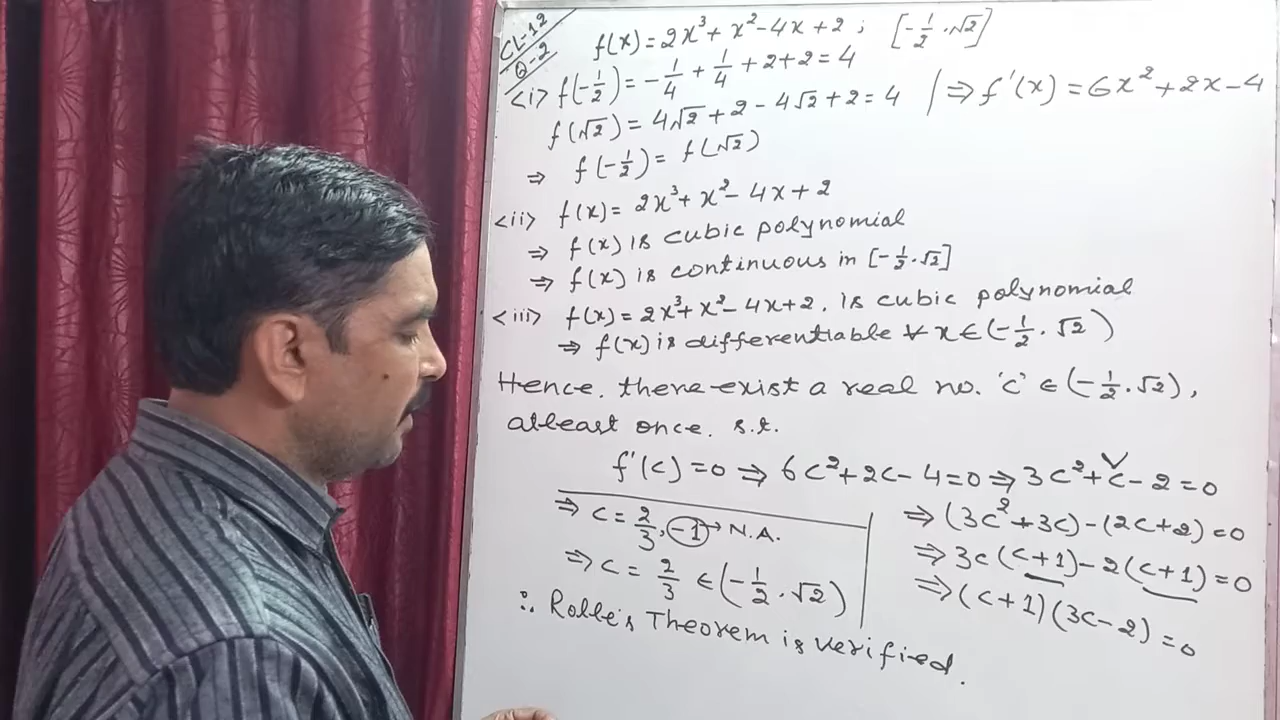 CL-12
Q-2
f(x) = 2x³ + x² - 4x + 2 ; [-1/2 . √2]
<i> f(-1/2) = -1/4 + 1/4 + 2 + 2 = 4
f(√2) = 4√2 + 2 - 4√2 + 2 = 4 | ⇒ f'(x) = 6x² + 2x - 4
⇒ f(-1/2) = f(√2)
<ii> f(x) = 2x³ + x² - 4x + 2
⇒ f(x) is cubic polynomial
⇒ f(x) is continuous in [-1/2 . √2]
<iii> f(x) = 2x³ + x² - 4x + 2 . is cubic polynomial
⇒ f(x) is differentiable ∀ x ∈ (-1/2 . √2)
Hence. there exist a real no. 'c' ∈ (-1/2 . √2),
atleast once. s.t.
f'(c) = 0 ⇒ 6c² + 2c - 4 = 0 ⇒ 3c² + c - 2 = 0
⇒ (3c² + 3c) - (2c + 2) = 0
⇒ 3c (c + 1) - 2 (c + 1) = 0
⇒ (c + 1) (3c - 2) = 0
⇒ c = 2/3, -1 → N.A.
⇒ c = 2/3 ∈ (-1/2 . √2)
∴ Rolle's Theorem is verified.